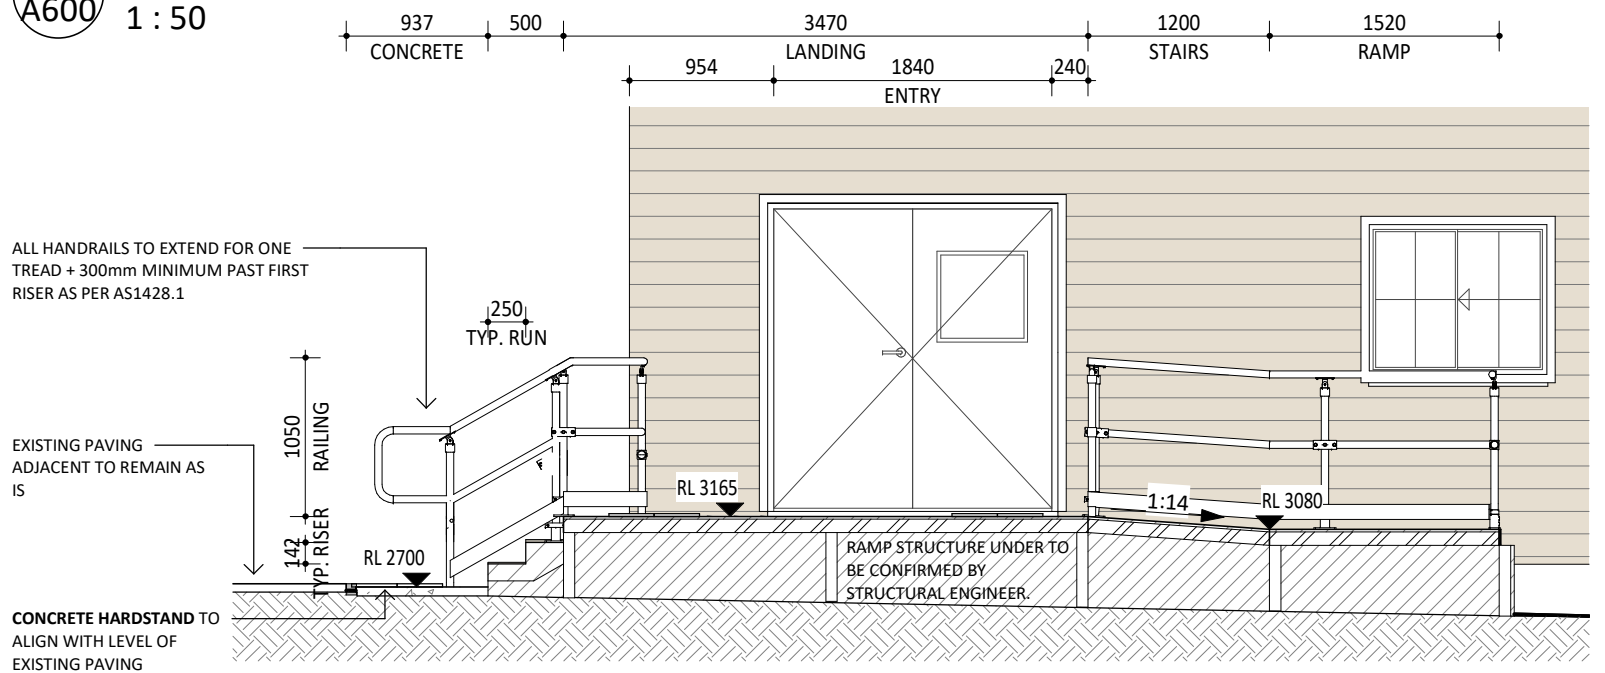 A600
1 : 50
937
500
3470
1200
1520
CONCRETE
LANDING
STAIRS
RAMP
954
1840
240
ENTRY
ALL HANDRAILS TO EXTEND FOR ONE
TREAD + 300mm MINIMUM PAST FIRST
RISER AS PER AS1428.1
250
TYP. RUN
1050
RAILING
EXISTING PAVING
ADJACENT TO REMAIN AS
IS
RL 3165
1:14
RL 3080
142
TYP. RISER
RL 2700
RAMP STRUCTURE UNDER TO
BE CONFIRMED BY
STRUCTURAL ENGINEER.
CONCRETE HARDSTAND TO
ALIGN WITH LEVEL OF
EXISTING PAVING